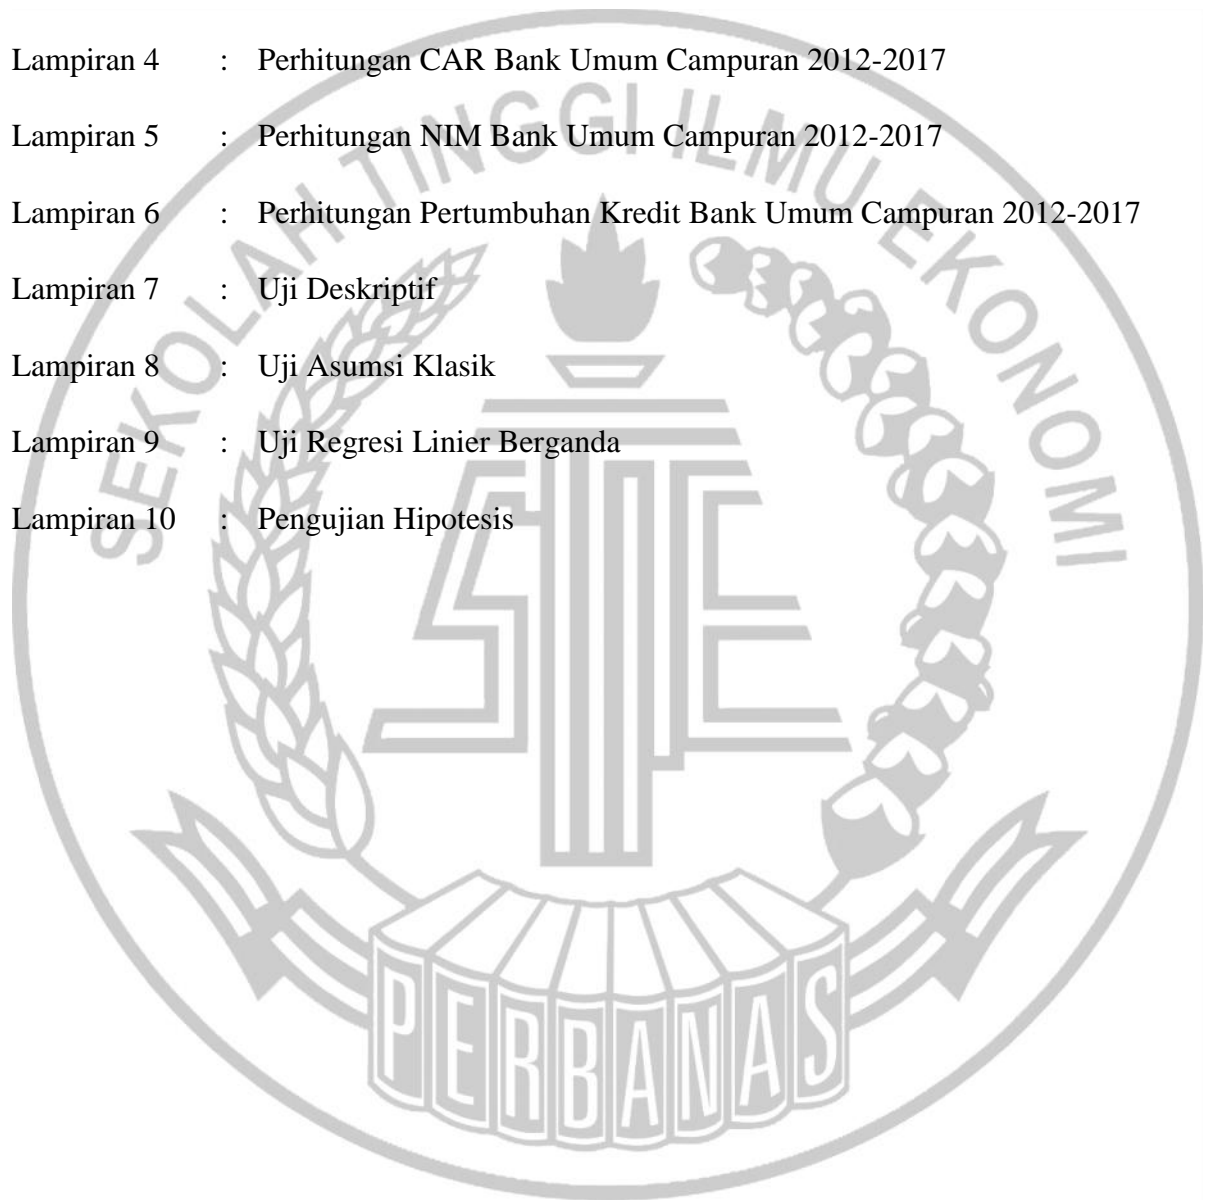 Lampiran 4 : Perhitungan CAR Bank Umum Campuran 2012-2017
Lampiran 5 : Perhitungan NIM Bank Umum Campuran 2012-2017
Lampiran 6 : Perhitungan Pertumbuhan Kredit Bank Umum Campuran 2012-2017
Lampiran 7 : Uji Deskriptif
Lampiran 8 : Uji Asumsi Klasik
Lampiran 9 : Uji Regresi Linier Berganda
Lampiran 10 : Pengujian Hipotesis
SEKOLAH TINGGI ILMU EKONOMI
STIE
PERBANAS